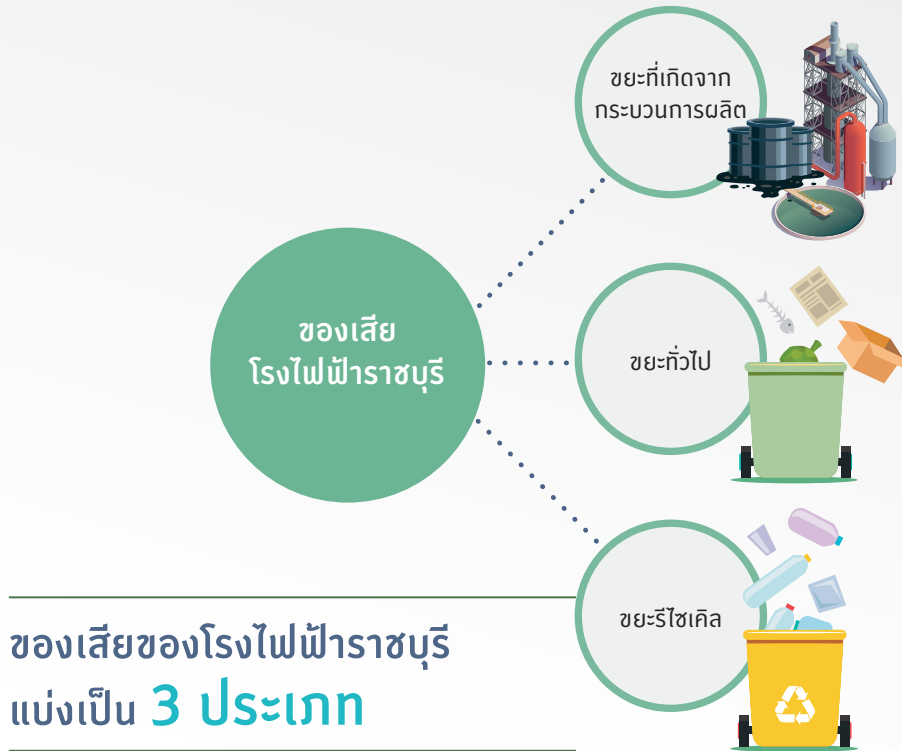 ขยะที่เกิดจาก
กระบวนการผลิต
ของเสีย
โรงไฟฟ้าราชบุรี
ขยะทั่วไป
ขยะรีไซเคิล
ของเสียของโรงไฟฟ้าราชบุรี
แบ่งเป็น 3 ประเภท